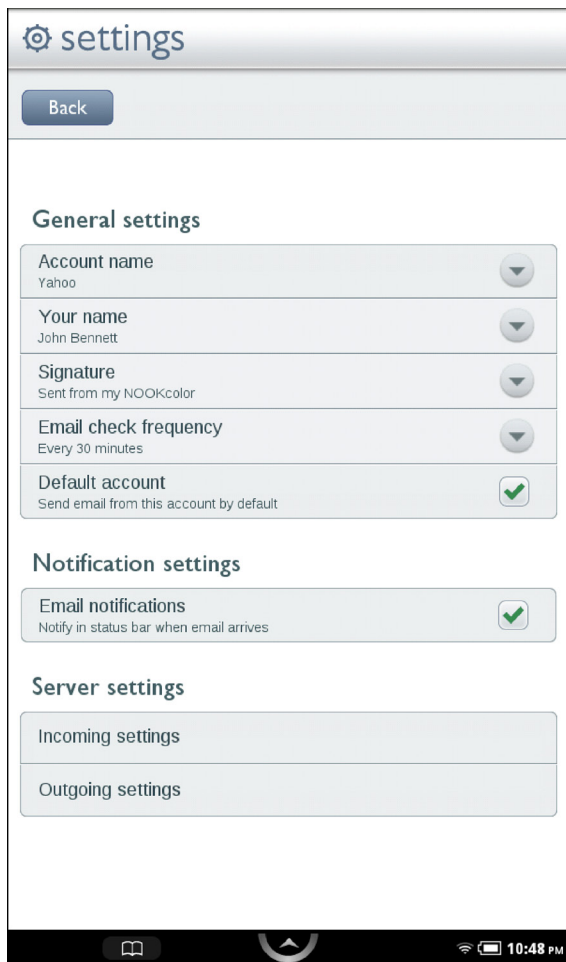 settings
Back
General settings
Account name
Yahoo
Your name
John Bennett
Signature
Sent from my NOOKcolor
Email check frequency
Every 30 minutes
Default account
Send email from this account by default
Notification settings
Email notifications
Notify in status bar when email arrives
Server settings
Incoming settings
Outgoing settings
10:48 PM